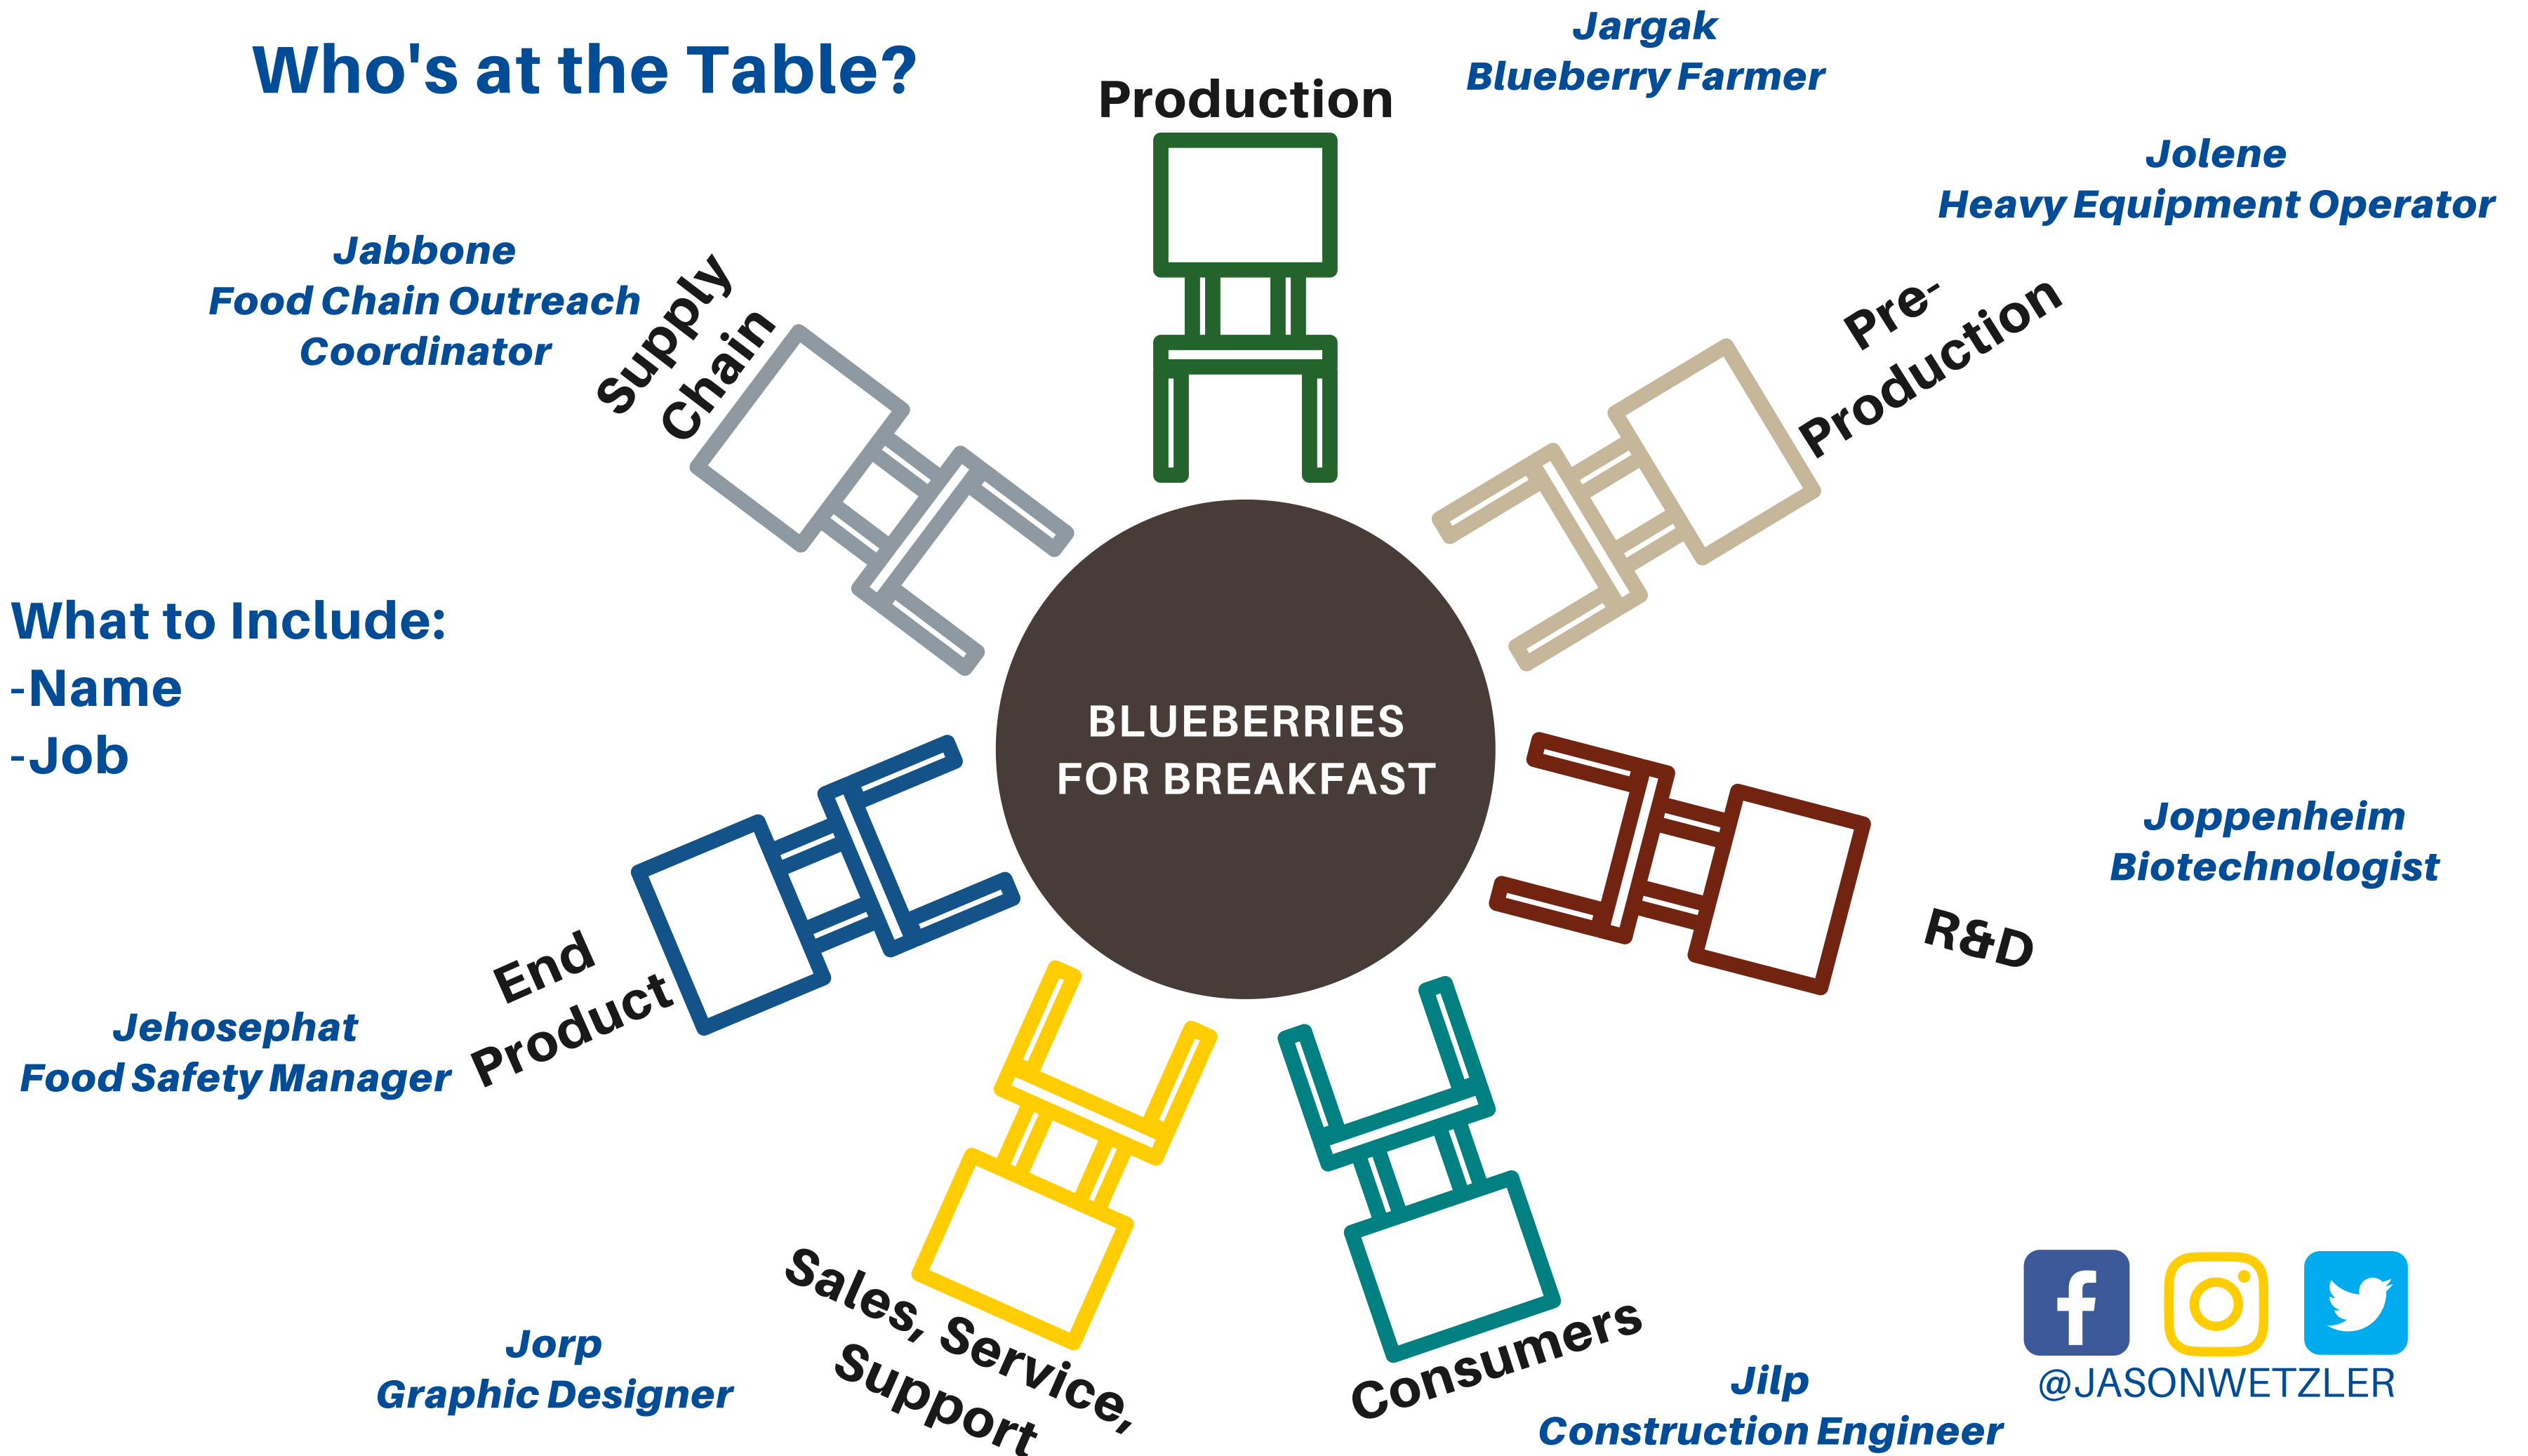 Who's at the Table?
Jargak
Blueberry Farmer
Production
Jolene
Heavy Equipment Operator
Pre-
Production
Jabbone
Food Chain Outreach
Coordinator
Supply
Chain
What to Include:
-Name
-Job
BLUEBERRIES
FOR BREAKFAST
Joppenheim
Biotechnologist
R&D
End
Product
Jehosephat
Food Safety Manager
Sales, Service,
Support
Jorp
Graphic Designer
Consumers
Jilp
Construction Engineer
@JASONWETZLER